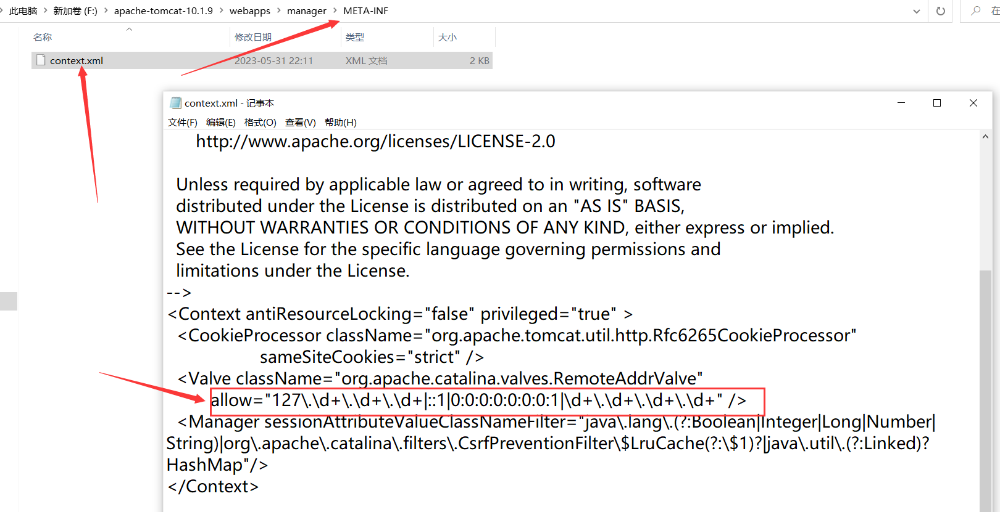 此电脑 > 新加卷 (F:) > apache-tomcat-10.1.9 > webapps > manager > META-INF
在
名称 修改日期 类型 大小
context.xml 2023-05-31 22:11 XML 文档 2 KB
context.xml - 记事本
文件(F) 编辑(E) 格式(O) 查看(V) 帮助(H)
http://www.apache.org/licenses/LICENSE-2.0
Unless required by applicable law or agreed to in writing, software
distributed under the License is distributed on an "AS IS" BASIS,
WITHOUT WARRANTIES OR CONDITIONS OF ANY KIND, either express or implied.
See the License for the specific language governing permissions and
limitations under the License.
-->
<Context antiResourceLocking="false" privileged="true" >
<CookieProcessor className="org.apache.tomcat.util.http.Rfc6265CookieProcessor"
sameSiteCookies="strict" />
<Valve className="org.apache.catalina.valves.RemoteAddrValve"
allow="127\.\d+\.\d+\.\d+|::1|0:0:0:0:0:0:0:1|\d+\.\d+\.\d+\.\d+" />
<Manager sessionAttributeValueClassNameFilter="java\.lang\.(?:Boolean|Integer|Long|Number|
String)|org\.apache\.catalina\.filters\.CsrfPreventionFilter\$LruCache(?:\$1)?|java\.util\.(?:Linked)?
HashMap"/>
</Context>